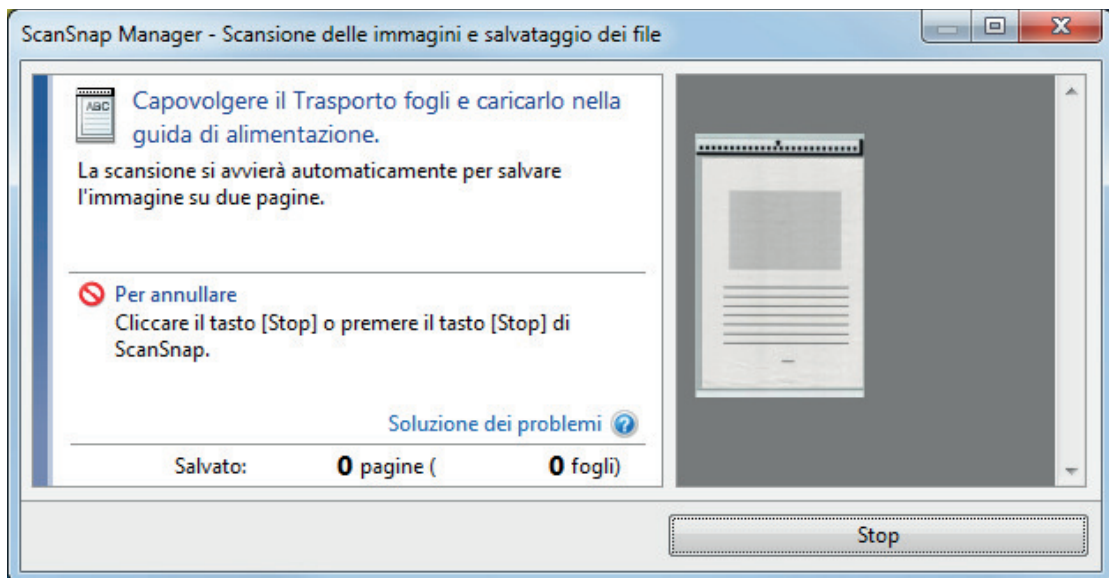 ScanSnap Manager - Scansione delle immagini e salvataggio dei file
ABC
Capovolgere il Trasporto fogli e caricarlo nella
guida di alimentazione.
La scansione si avvierà automaticamente per salvare
l'immagine su due pagine.
Per annullare
Cliccare il tasto [Stop] o premere il tasto [Stop] di
ScanSnap.
Soluzione dei problemi ?
Salvato: 0 pagine ( 0 fogli)
Stop